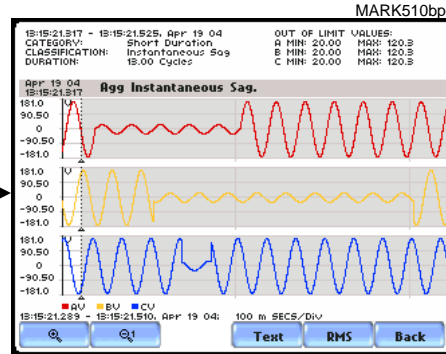 MARK510bp
13:15:21.317 - 13:15:21.525, Apr 19 04
CATEGORY: Short Duration
CLASSIFICATION: Instantaneous Sag
DURATION: 13.00 Cycles
OUT OF LIMIT VALUES:
A MIN: 20.00 MAX: 120.3
B MIN: 20.00 MAX: 120.3
C MIN: 20.00 MAX: 120.3
Apr 19 04
13:15:21.317
Agg Instantaneous Sag.
181.0
90.50
0
-90.50
-181.0
181.0
90.50
0
-90.50
-181.0
181.0
90.50
0
-90.50
-181.0
AV BV CV
13:15:21.289 - 13:15:21.510, Apr 19 04; 100 m SECS/Div
1
Text
RMS
Back